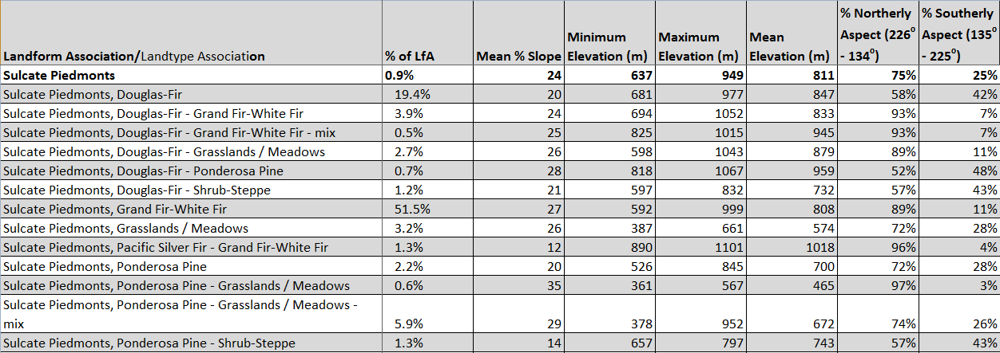 Landform Association/Landtype Association % of LfA Mean % Slope Minimum Elevation (m) Maximum Elevation (m) Mean Elevation (m) % Northerly Aspect (226° - 134°) % Southerly Aspect (135° - 225°)
Sulcate Piedmonts 0.9% 24 637 949 811 75% 25%
Sulcate Piedmonts, Douglas-Fir 19.4% 20 681 977 847 58% 42%
Sulcate Piedmonts, Douglas-Fir - Grand Fir-White Fir 3.9% 24 694 1052 833 93% 7%
Sulcate Piedmonts, Douglas-Fir - Grand Fir-White Fir - mix 0.5% 25 825 1015 945 93% 7%
Sulcate Piedmonts, Douglas-Fir - Grasslands / Meadows 2.7% 26 598 1043 879 89% 11%
Sulcate Piedmonts, Douglas-Fir - Ponderosa Pine 0.7% 28 818 1067 959 52% 48%
Sulcate Piedmonts, Douglas-Fir - Shrub-Steppe 1.2% 21 597 832 732 57% 43%
Sulcate Piedmonts, Grand Fir-White Fir 51.5% 27 592 999 808 89% 11%
Sulcate Piedmonts, Grasslands / Meadows 3.2% 26 387 661 574 72% 28%
Sulcate Piedmonts, Pacific Silver Fir - Grand Fir-White Fir 1.3% 12 890 1101 1018 96% 4%
Sulcate Piedmonts, Ponderosa Pine 2.2% 20 526 845 700 72% 28%
Sulcate Piedmonts, Ponderosa Pine - Grasslands / Meadows 0.6% 35 361 567 465 97% 3%
Sulcate Piedmonts, Ponderosa Pine - Grasslands / Meadows -
mix 5.9% 29 378 952 672 74% 26%
Sulcate Piedmonts, Ponderosa Pine - Shrub-Steppe 1.3% 14 657 797 743 57% 43%